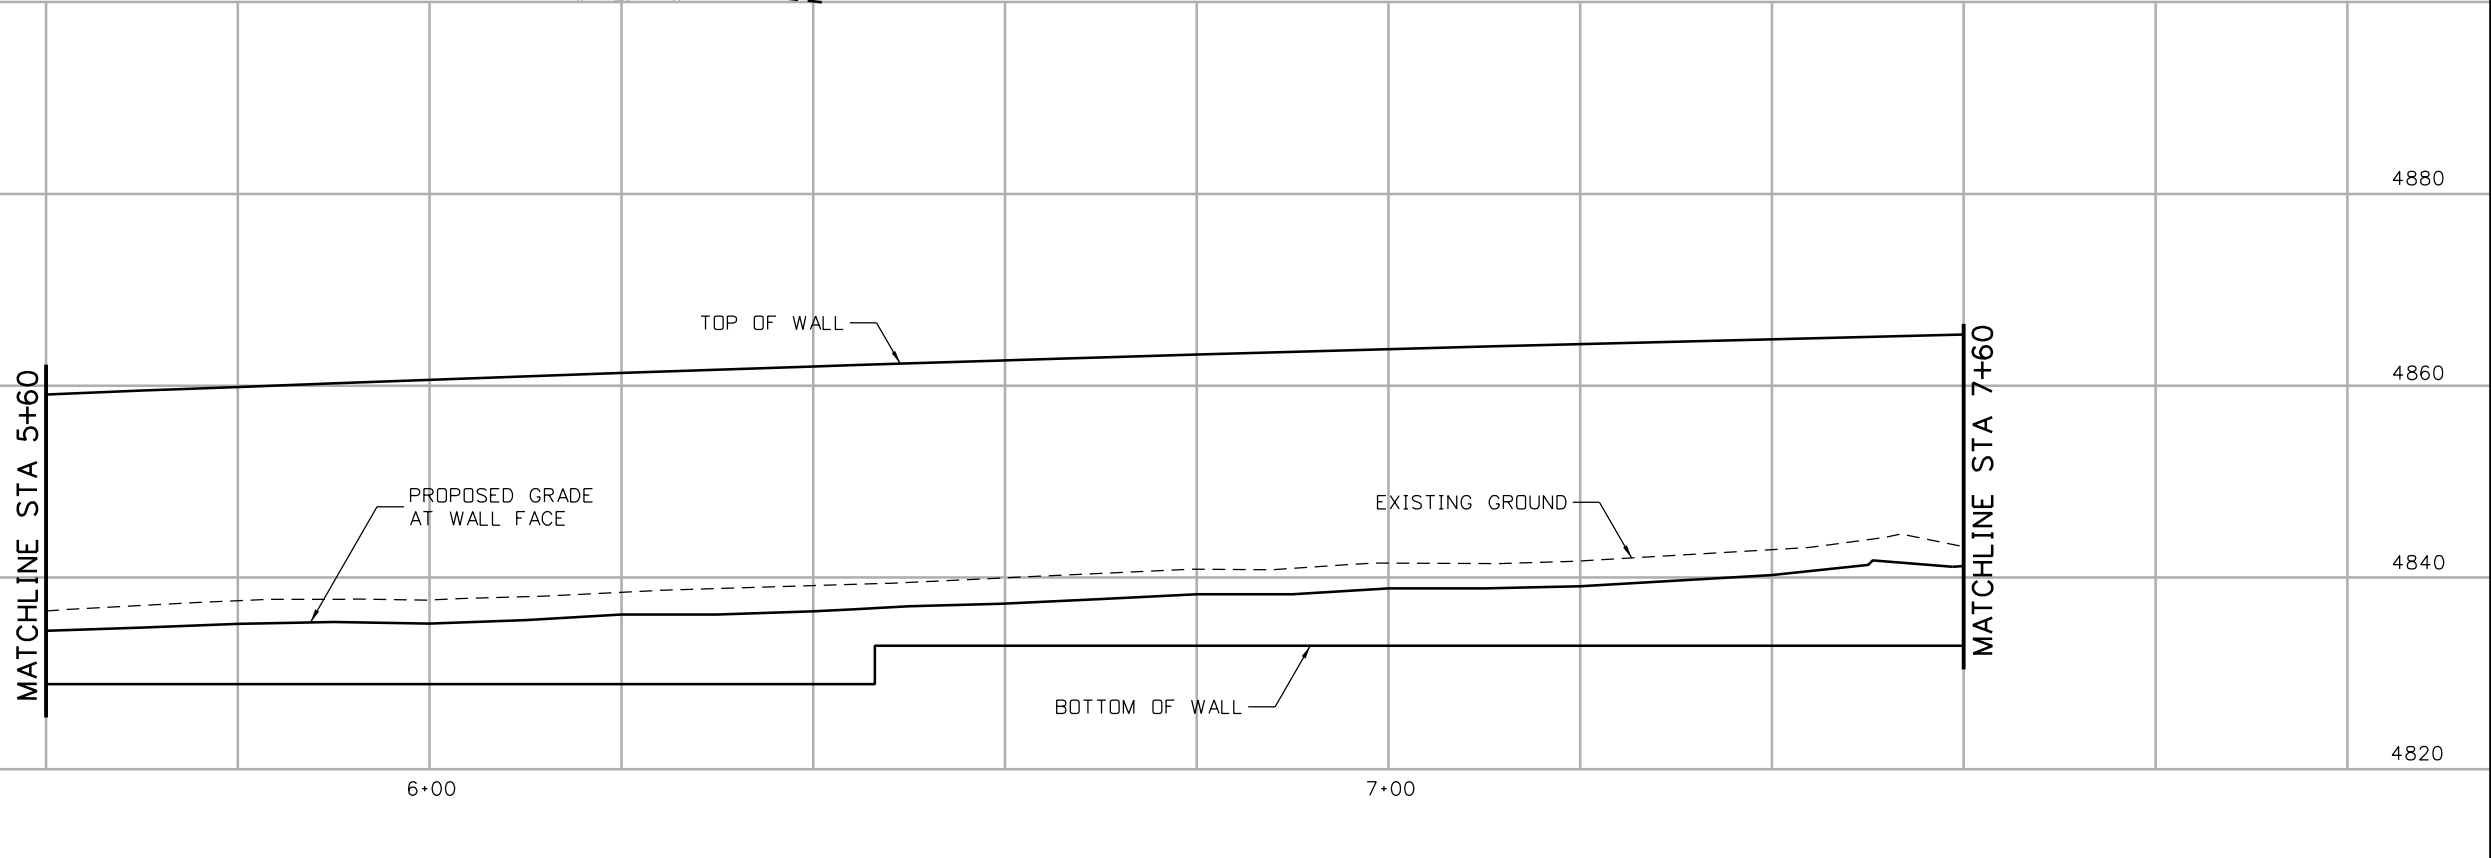 4880
TOP OF WALL
4860
MATCHLINE STA 5+60
MATCHLINE STA 7+60
PROPOSED GRADE
AT WALL FACE
EXISTING GROUND
4840
BOTTOM OF WALL
4820
6+00
7+00